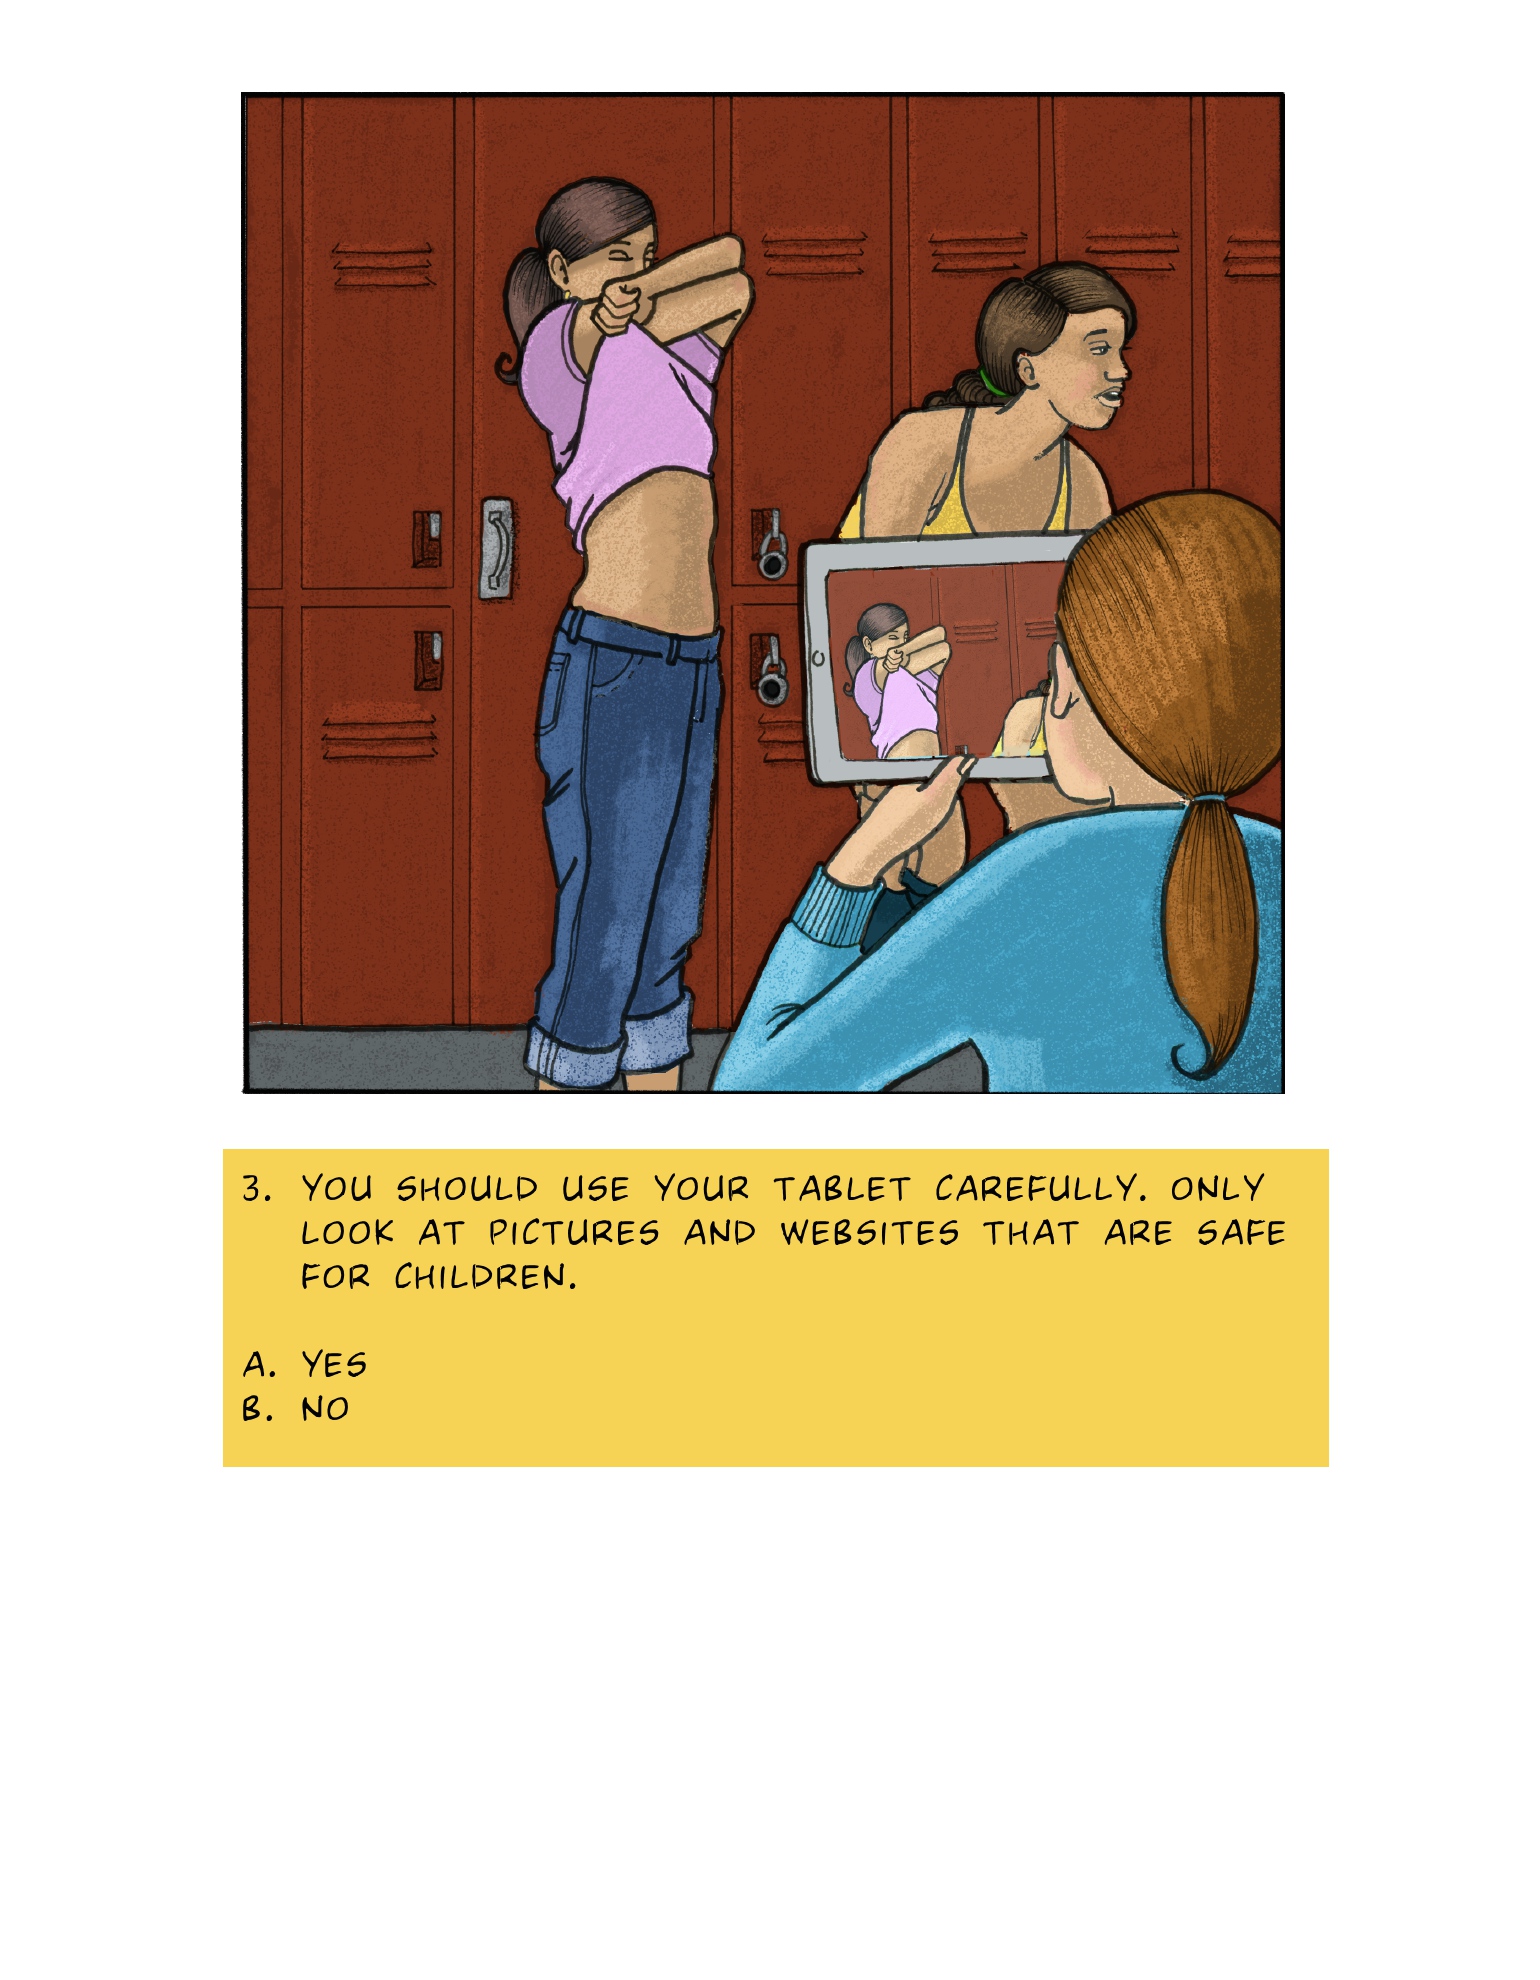 3. YOU SHOULD USE YOUR TABLET CAREFULLY. ONLY
LOOK AT PICTURES AND WEBSITES THAT ARE SAFE
FOR CHILDREN.
A. YES
B. NO